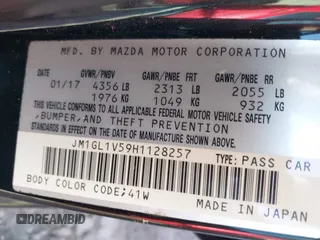 MFD. BY MAZDA MOTOR CORPORATION
GVWR/PNBV GAWR/PNBE FR GAWR/PNBE RR
01/17 4356 LB 2313 LB 2055 LB
1976 KG 1049 KG 932 KG
THIS VEHICLE CONFORMS TO ALL APPLICABLE FEDERAL MOTOR VEHICLE SAFETY
,BUMPER,AND THEFT PREVENTION STANDARDS IN EFFECT ON THE DATE OF MANUFACTURE SHOWN ABOVE.
JM1GL1V59H1128257 TYPE: PASS CAR
BODY COLOR CODE;41W MADE IN JAPAN
DREAMBID